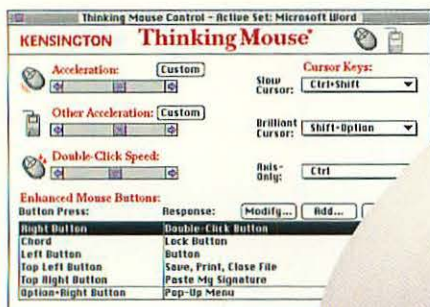 Thinking Mouse Control - Active Set: Microsoft Word
KENSINGTON Thinking Mouse®
Acceleration: Custom
Cursor Keys:
Slow Cursor: Ctrl+Shift
Other Acceleration: Custom
Brilliant Cursor: Shift-Option
Double-Click Speed:
Axis-Only: Ctrl
Enhanced Mouse Buttons:
Button Press: Response: Modify... Add...
Right Button Double-Click Button
Chord Lock Button
Left Button Button
Top Left Button Save, Print, Close File
Top Right Button Paste My Signature
Option-Right Button Pop-Up Menu